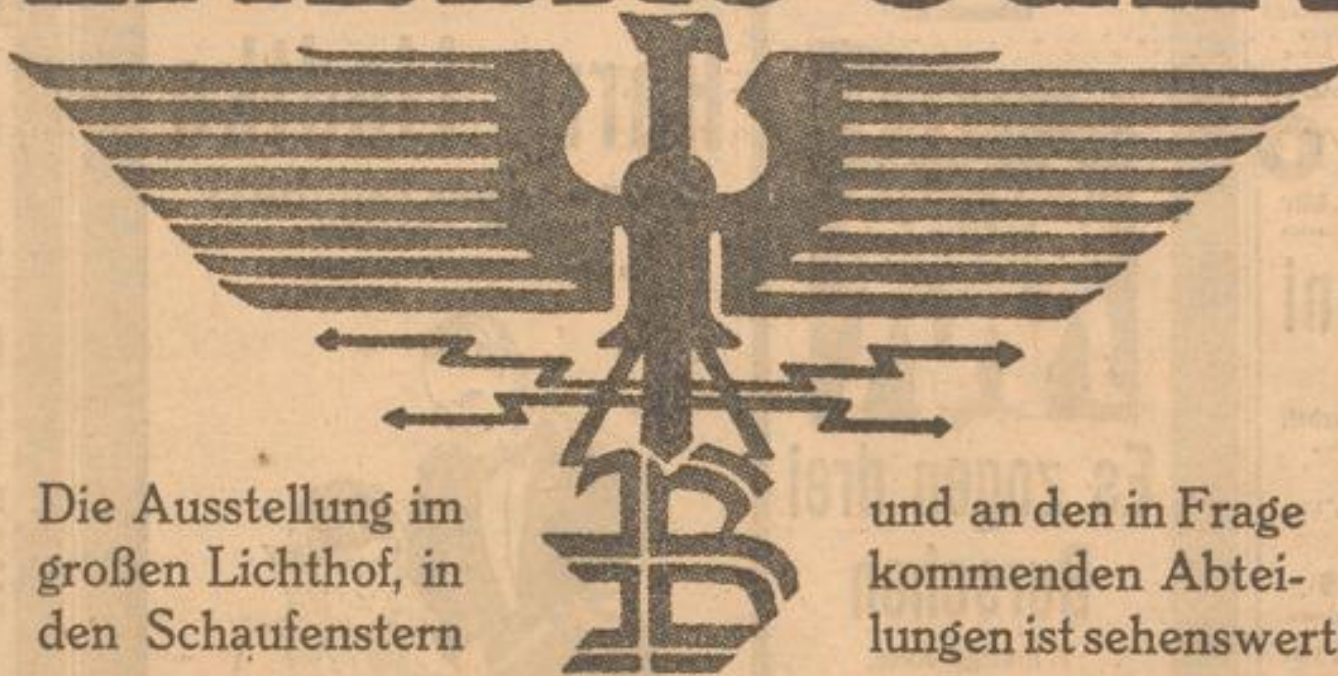 Die Ausstellung im
großen Lichthof, in
den Schaufenstern
und an den in Frage
kommenden Abtei-
lungen ist sehenswert